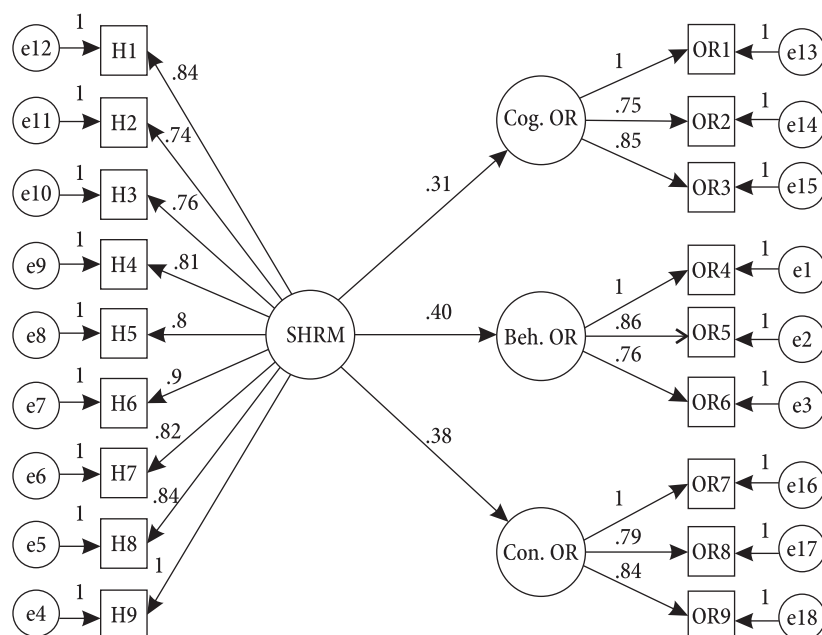 e12 1 H1 .84
e11 1 H2 .74
e10 1 H3 .76
e9 1 H4 .81
e8 1 H5 .8
e7 1 H6 .9
e6 1 H7 .82
e5 1 H8 .84
e4 1 H9 1
SHRM
.31
.40
.38
Cog. OR
1 OR1 1 e13
.75 OR2 1 e14
.85 OR3 1 e15
Beh. OR
1 OR4 1 e1
.86 OR5 1 e2
.76 OR6 1 e3
Con. OR
1 OR7 1 e16
.79 OR8 1 e17
.84 OR9 1 e18